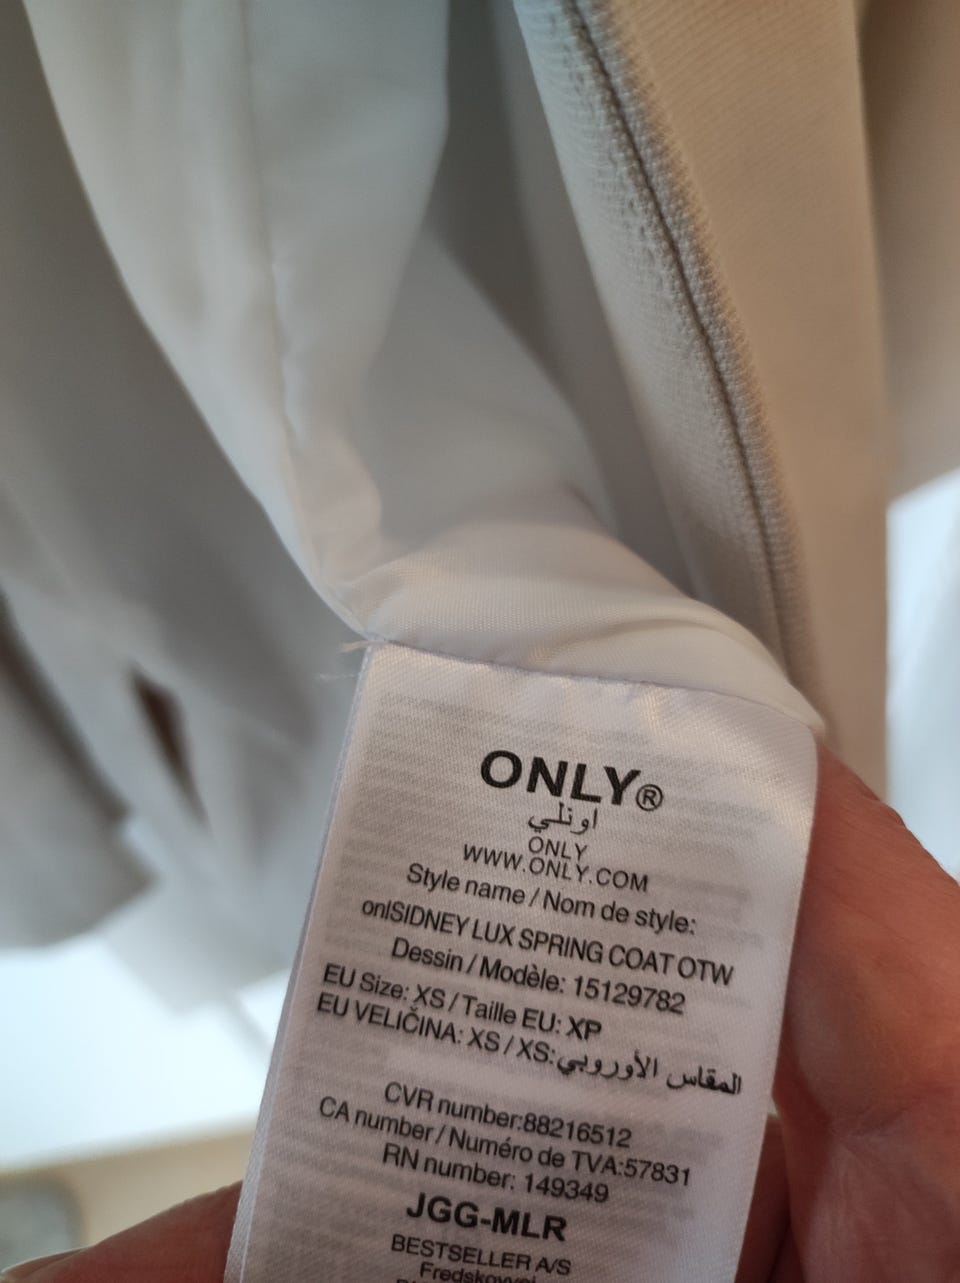 ONLY®
اونلي
ONLY
WWW.ONLY.COM
Style name / Nom de style:
onlSIDNEY LUX SPRING COAT OTW
Dessin / Modèle: 15129782
EU Size: XS / Taille EU: XP
EU VELIČINA: XS / XS: المقاس الأوروبي
CVR number:88216512
CA number / Numéro de TVA:57831
RN number: 149349
JGG-MLR
BESTSELLER A/S